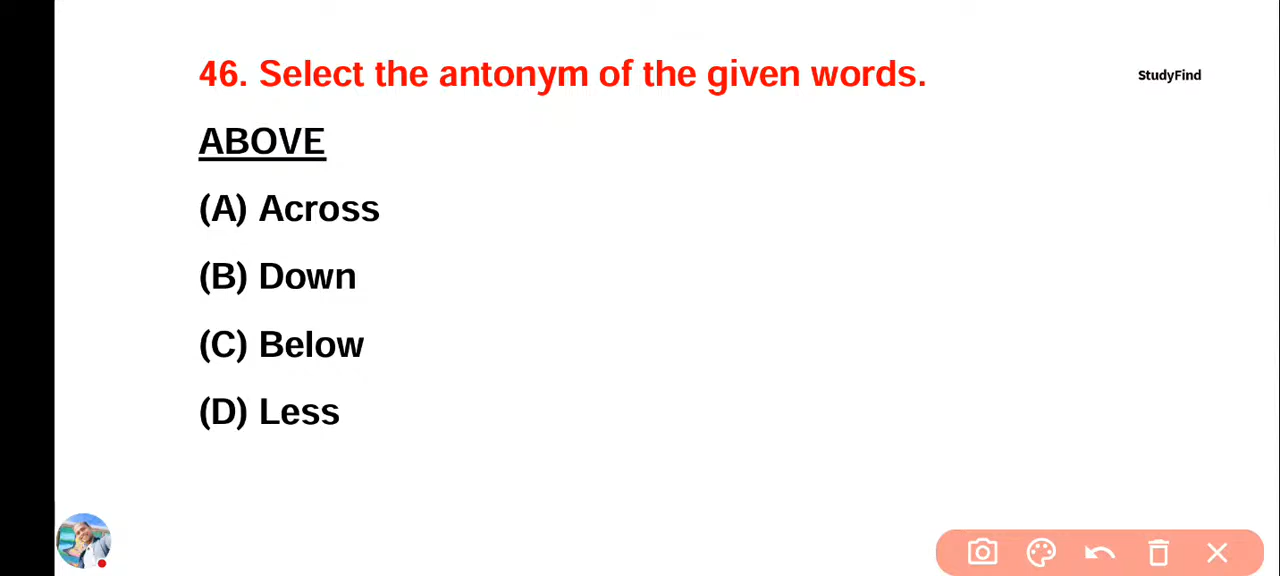 46. Select the antonym of the given words.
StudyFind
ABOVE
(A) Across
(B) Down
(C) Below
(D) Less